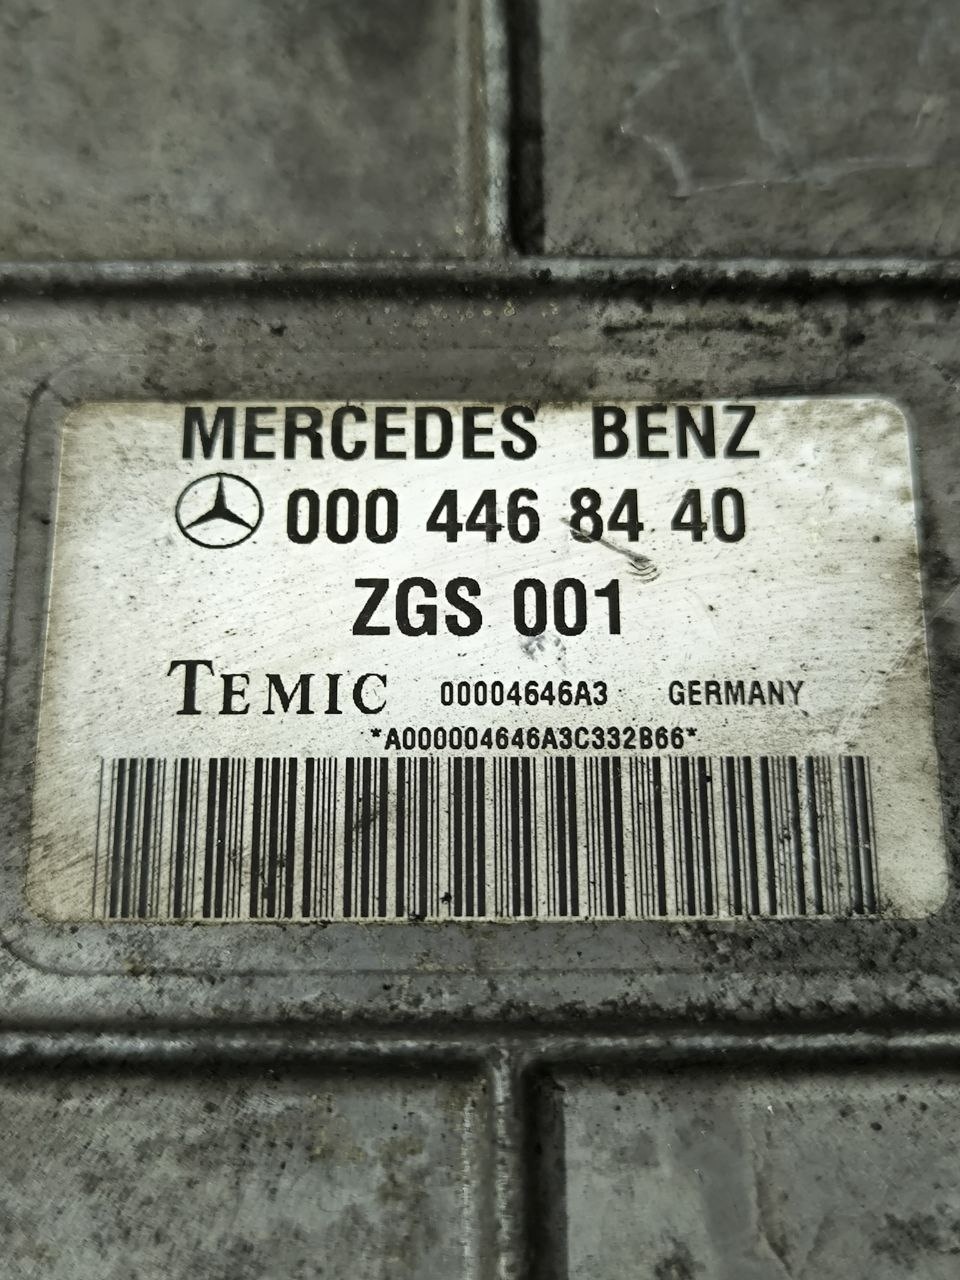 MERCEDES BENZ
000 446 84 40
ZGS 001
TEMIC 00004646A3 GERMANY
*A000004646A3C332B66*